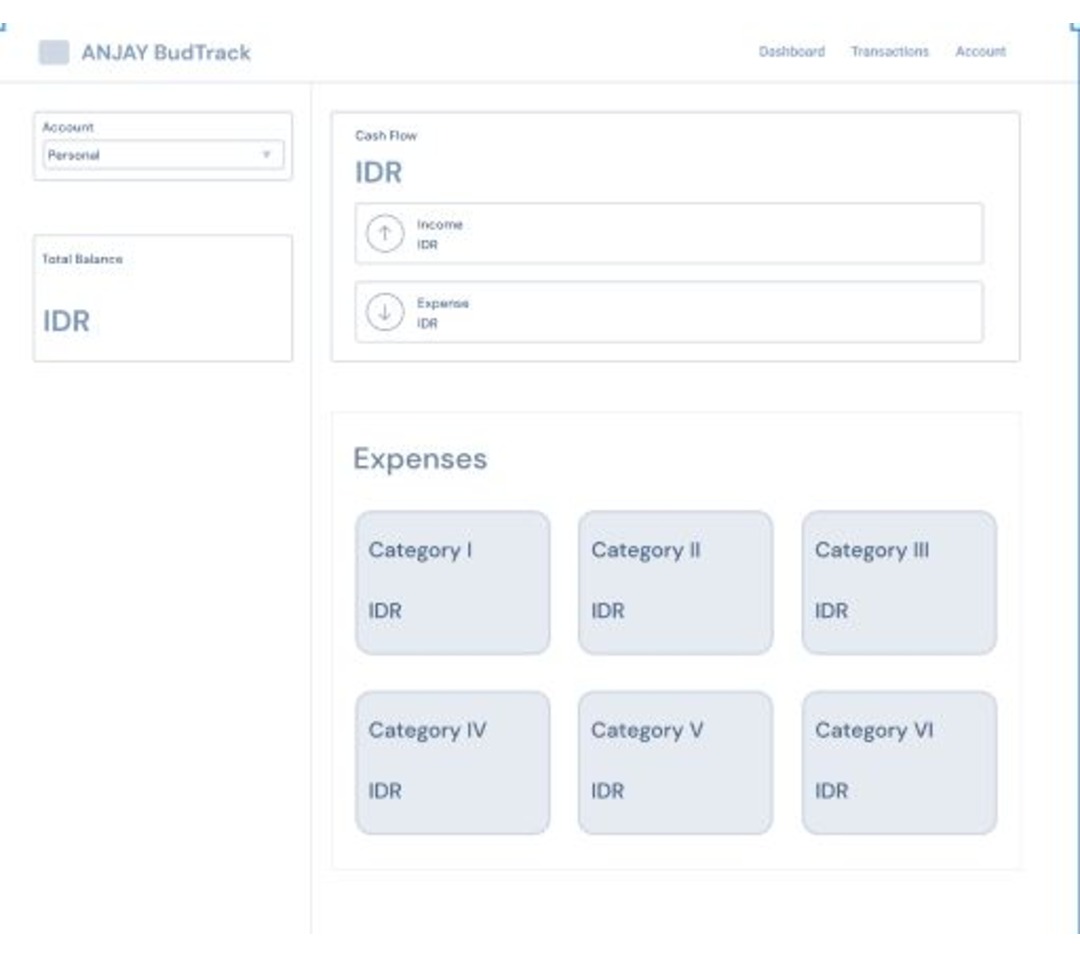 ANJAY BudTrack
Dashboard Transactions Account
Account
Personal
Total Balance
IDR
Cash Flow
IDR
Income
IDR
Expense
IDR
Expenses
Category I
IDR
Category II
IDR
Category III
IDR
Category IV
IDR
Category V
IDR
Category VI
IDR